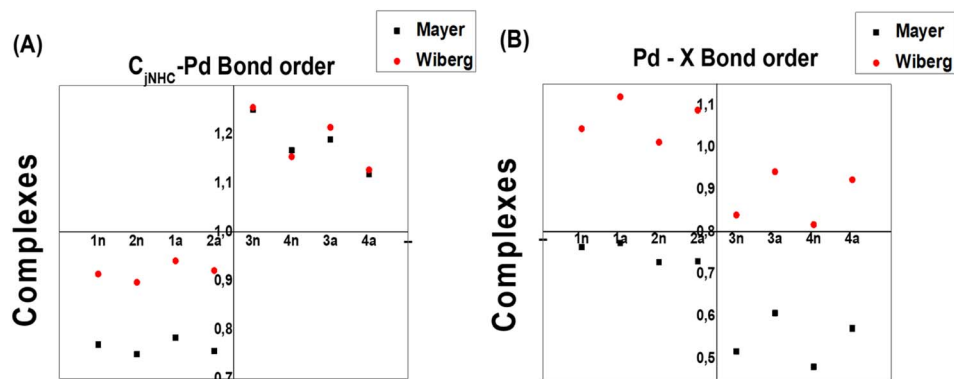 (A)
C_jNHC-Pd Bond order
Mayer
Wiberg
Complexes
1,2
1,1
1,0
0,9
0,8
0,7
1n 2n 1a 2a 3n 4n 3a 4a
(B)
Pd - X Bond order
Mayer
Wiberg
Complexes
1,1
1,0
0,9
0,8
0,7
0,6
0,5
1n 1a 2n 2a 3n 3a 4n 4a